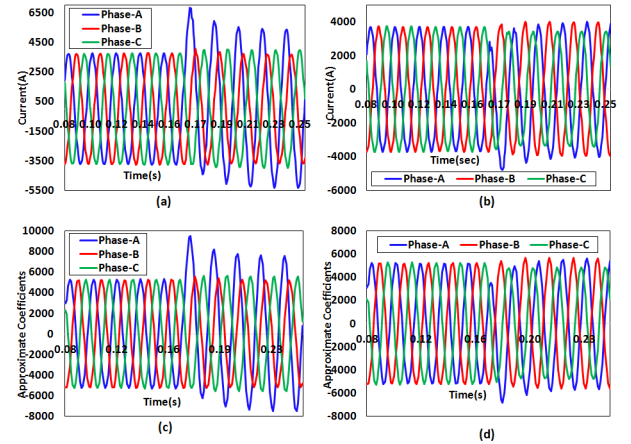 6500
4500
2500
500
-1500
-3500
-5500
Current(A)
Phase-A
Phase-B
Phase-C
0.08 0.10 0.12 0.14 0.16 0.17 0.19 0.21 0.23 0.25
Time(s)
(a)
4000
2000
0
-2000
-4000
-6000
Current(A)
0.08 0.10 0.12 0.14 0.16 0.17 0.19 0.21 0.23 0.25
Time(sec)
Phase-A Phase-B Phase-C
(b)
10000
8000
6000
4000
2000
0
-2000
-4000
-6000
-8000
Approximate Coefficients
Phase-A
Phase-B
Phase-C
0.08 0.12 0.16 0.19 0.23
Time(s)
(c)
8000
6000
4000
2000
0
-2000
-4000
-6000
-8000
Approximate Coefficients
Phase-A Phase-B Phase-C
0.08 0.12 0.16 0.20 0.23
Time(s)
(d)